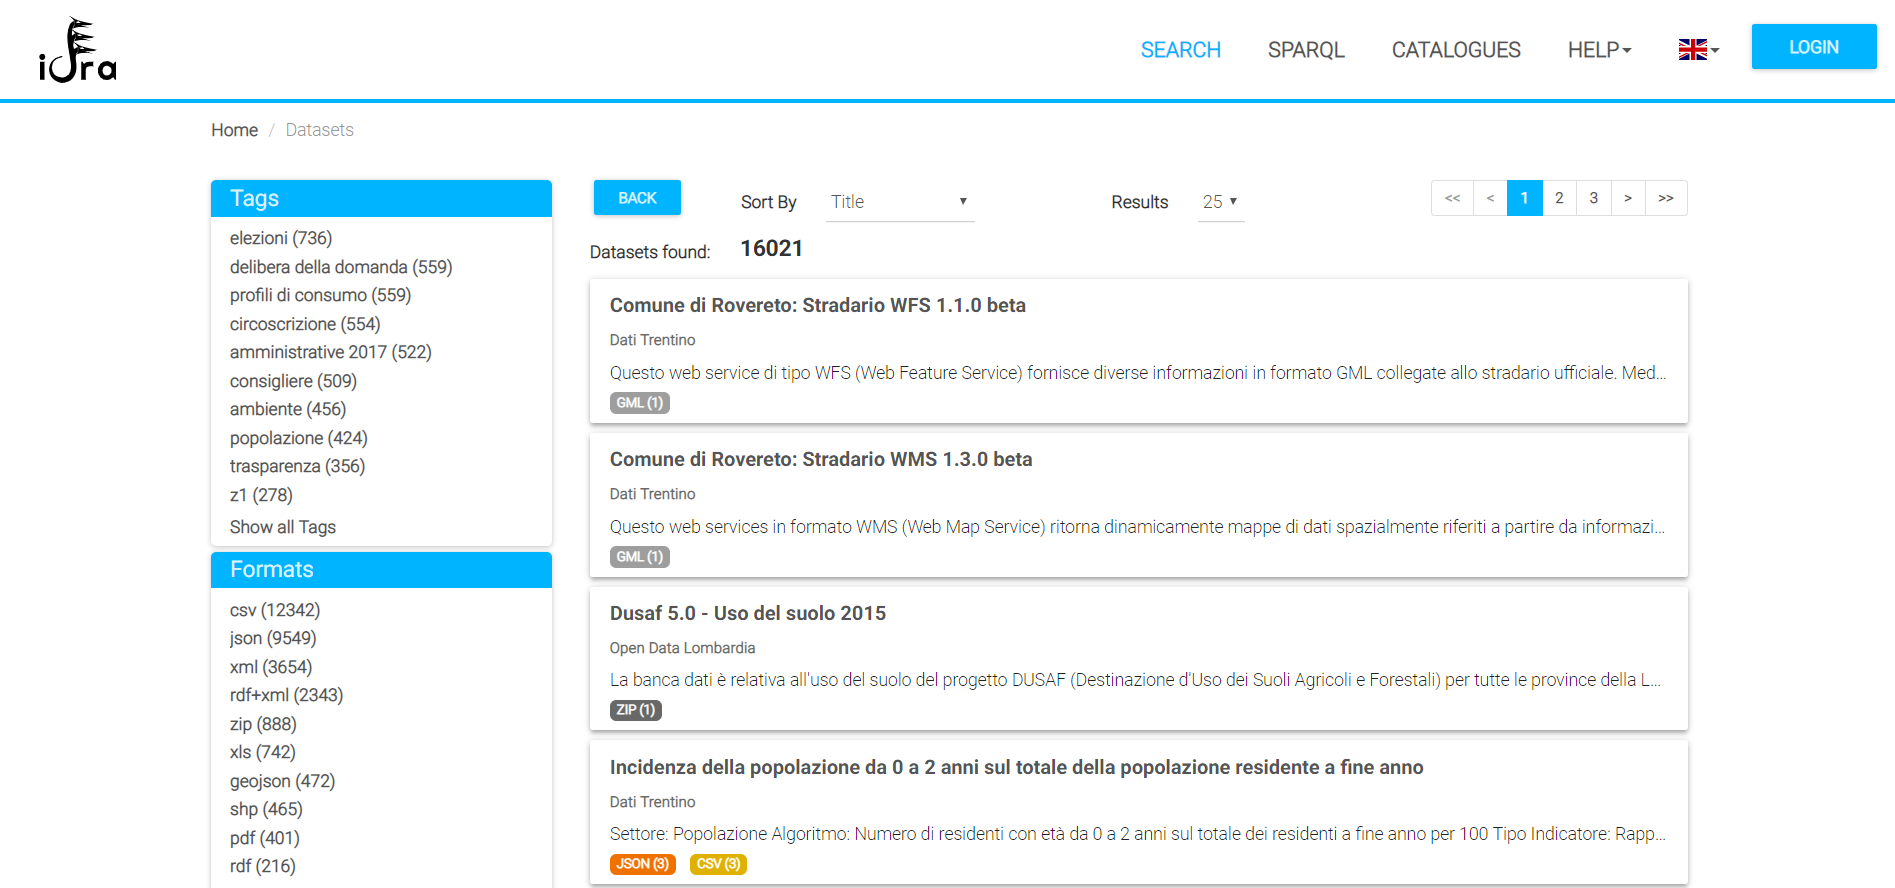 idra
SEARCH SPARQL CATALOGUES HELP LOGIN
Home / Datasets
Tags
elezioni (736)
delibera della domanda (559)
profili di consumo (559)
circoscrizione (554)
amministrative 2017 (522)
consigliere (509)
ambiente (456)
popolazione (424)
trasparenza (356)
z1 (278)
Show all Tags
Formats
csv (12342)
json (9549)
xml (3654)
rdf+xml (2343)
zip (888)
xls (742)
geojson (472)
shp (465)
pdf (401)
rdf (216)
BACK Sort By Title Results 25 << < 1 2 3 > >>
Datasets found: 16021
Comune di Rovereto: Stradario WFS 1.1.0 beta
Dati Trentino
Questo web service di tipo WFS (Web Feature Service) fornisce diverse informazioni in formato GML collegate allo stradario ufficiale. Med...
GML (1)
Comune di Rovereto: Stradario WMS 1.3.0 beta
Dati Trentino
Questo web services in formato WMS (Web Map Service) ritorna dinamicamente mappe di dati spazialmente riferiti a partire da informazi...
GML (1)
Dusaf 5.0 - Uso del suolo 2015
Open Data Lombardia
La banca dati è relativa all'uso del suolo del progetto DUSAF (Destinazione d'Uso dei Suoli Agricoli e Forestali) per tutte le province della L...
ZIP (1)
Incidenza della popolazione da 0 a 2 anni sul totale della popolazione residente a fine anno
Dati Trentino
Settore: Popolazione Algoritmo: Numero di residenti con età da 0 a 2 anni sul totale dei residenti a fine anno per 100 Tipo Indicatore: Rapp...
JSON (3) CSV (3)